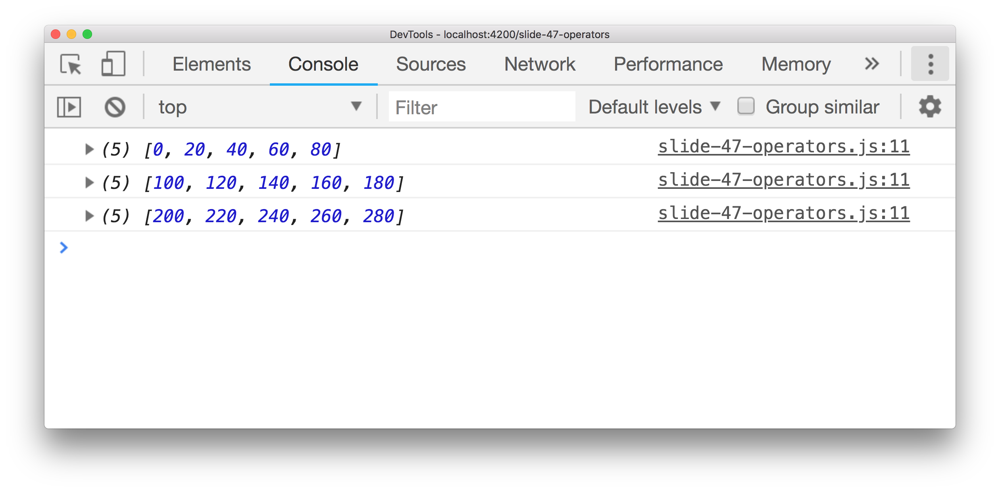 DevTools - localhost:4200/slide-47-operators
Elements Console Sources Network Performance Memory
top Filter Default levels Group similar
(5) [0, 20, 40, 60, 80] slide-47-operators.js:11
(5) [100, 120, 140, 160, 180] slide-47-operators.js:11
(5) [200, 220, 240, 260, 280] slide-47-operators.js:11